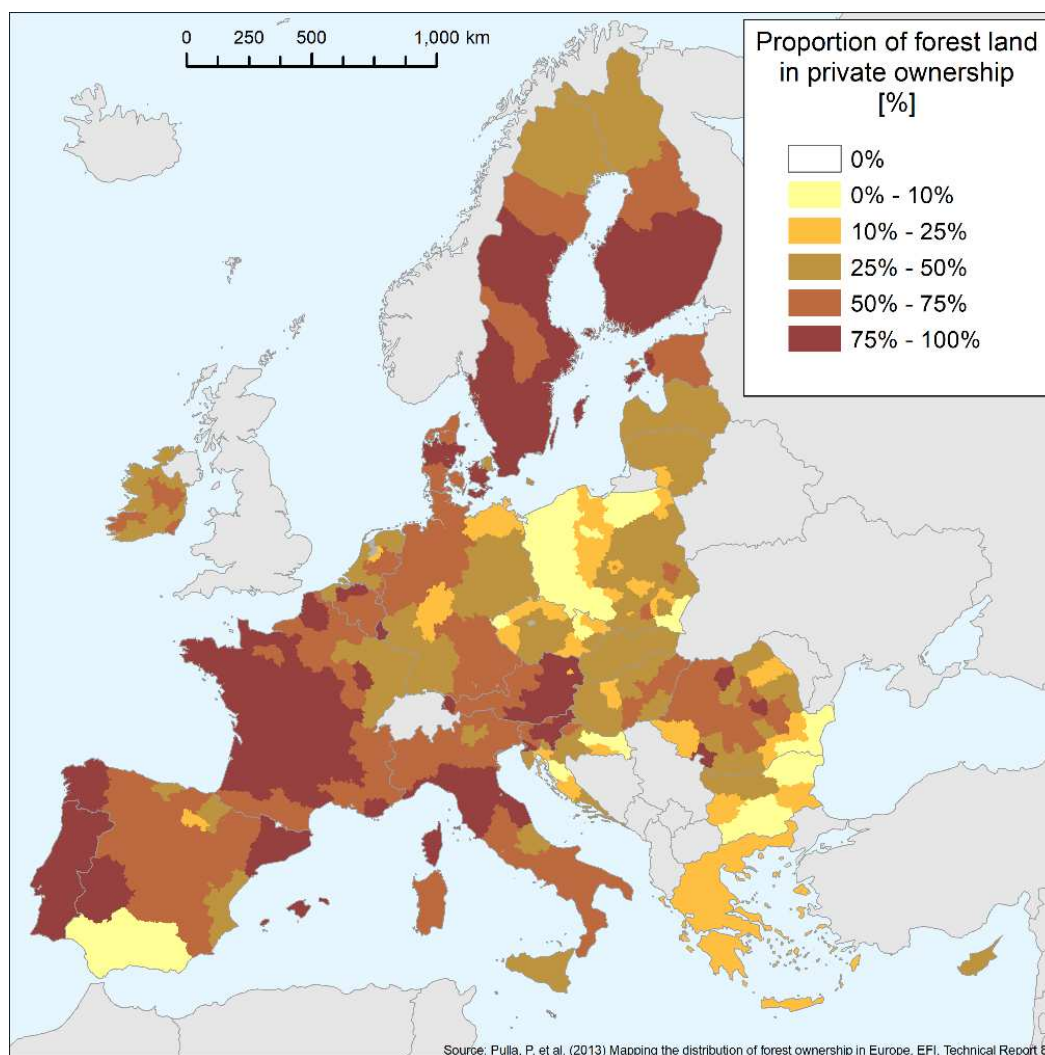 0 250 500 1,000 km
Proportion of forest land
in private ownership
[%]
0%
0% - 10%
10% - 25%
25% - 50%
50% - 75%
75% - 100%
Source: Pulla, P. et al. (2013) Mapping the distribution of forest ownership in Europe. EFI. Technical Report 8